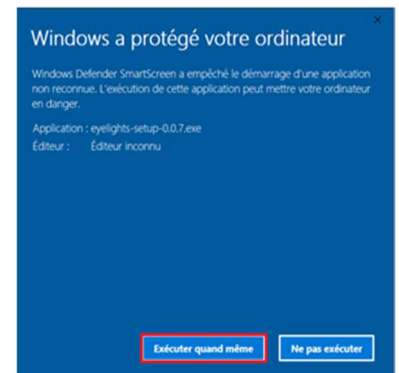 Windows a protégé votre ordinateur
Windows Defender SmartScreen a empêché le démarrage d'une application
non reconnue. L'exécution de cette application peut mettre votre ordinateur
en danger.
Application : eyelights-setup-0.0.7.exe
Éditeur : Éditeur inconnu
Exécuter quand même Ne pas exécuter